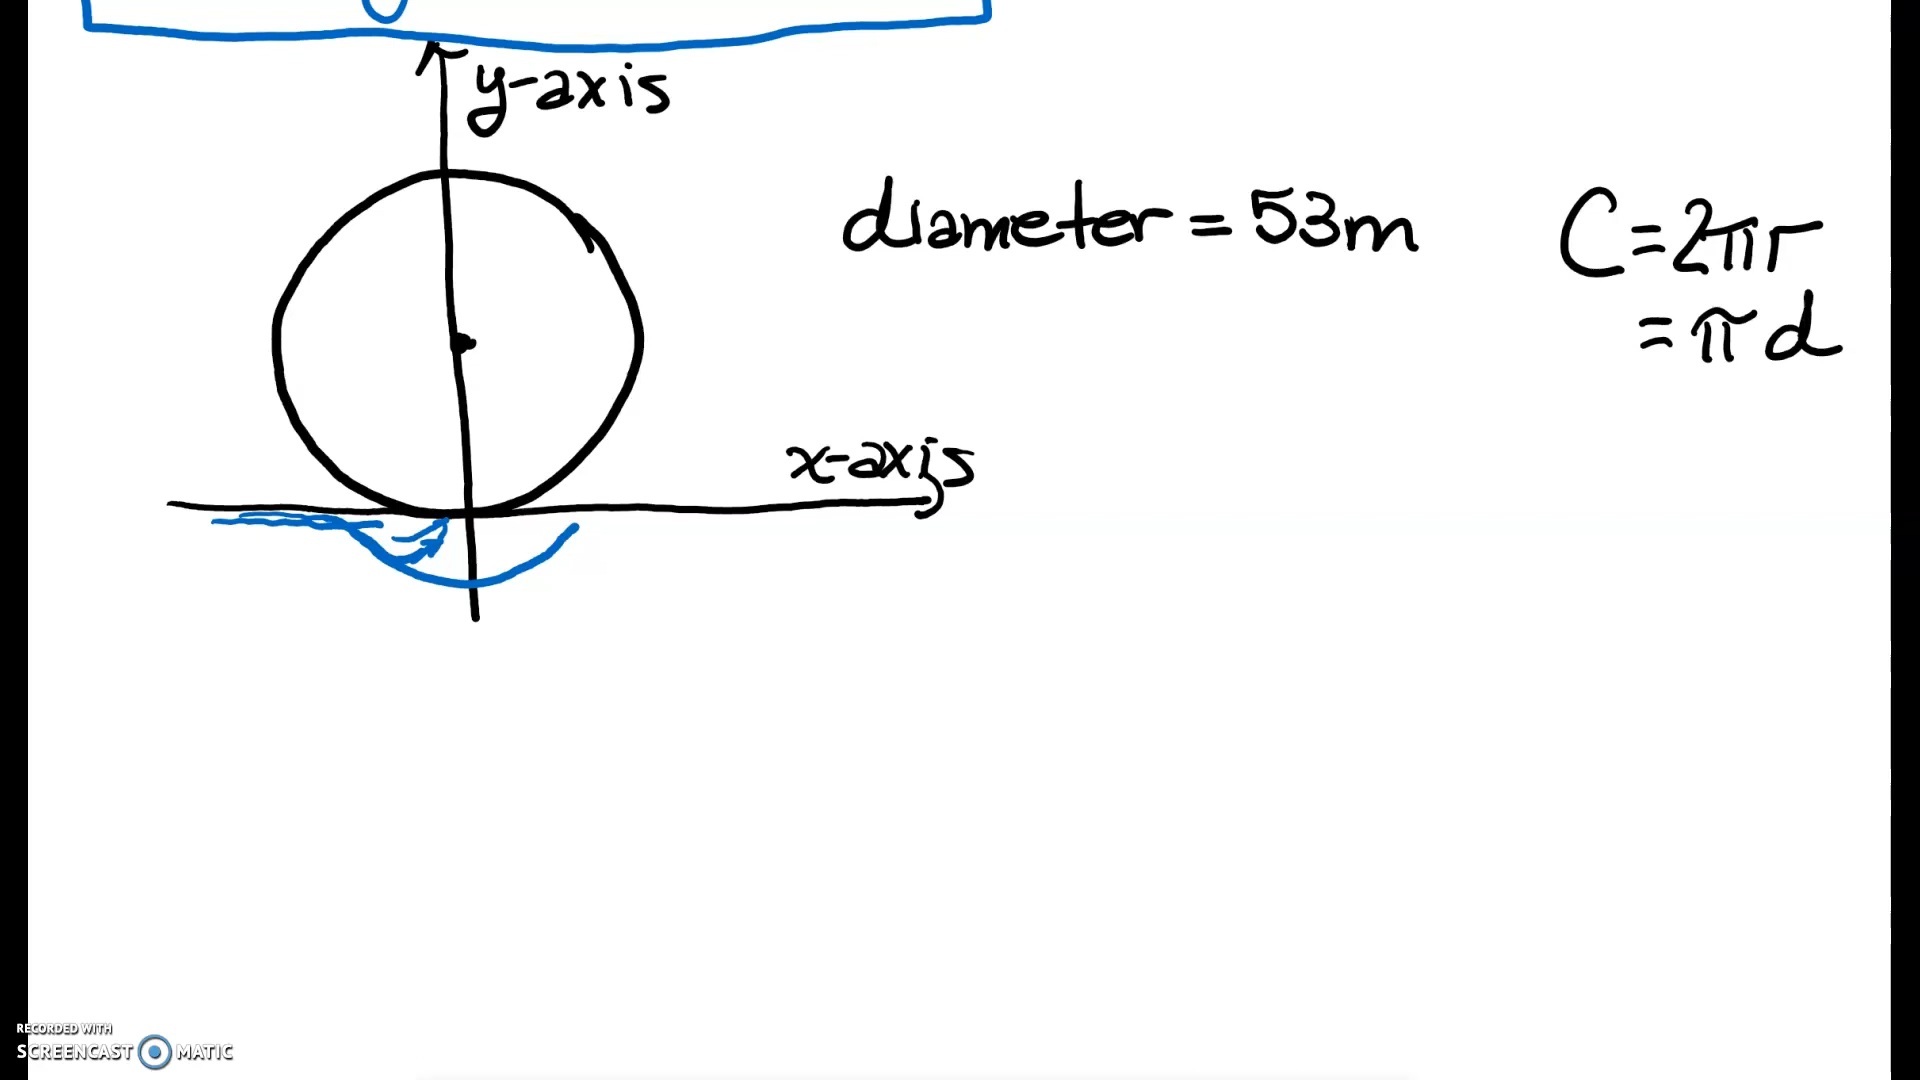 y-axis
diameter = 53m
C = 2πr
= πd
x-axis
RECORDED WITH
SCREENCAST MATIC